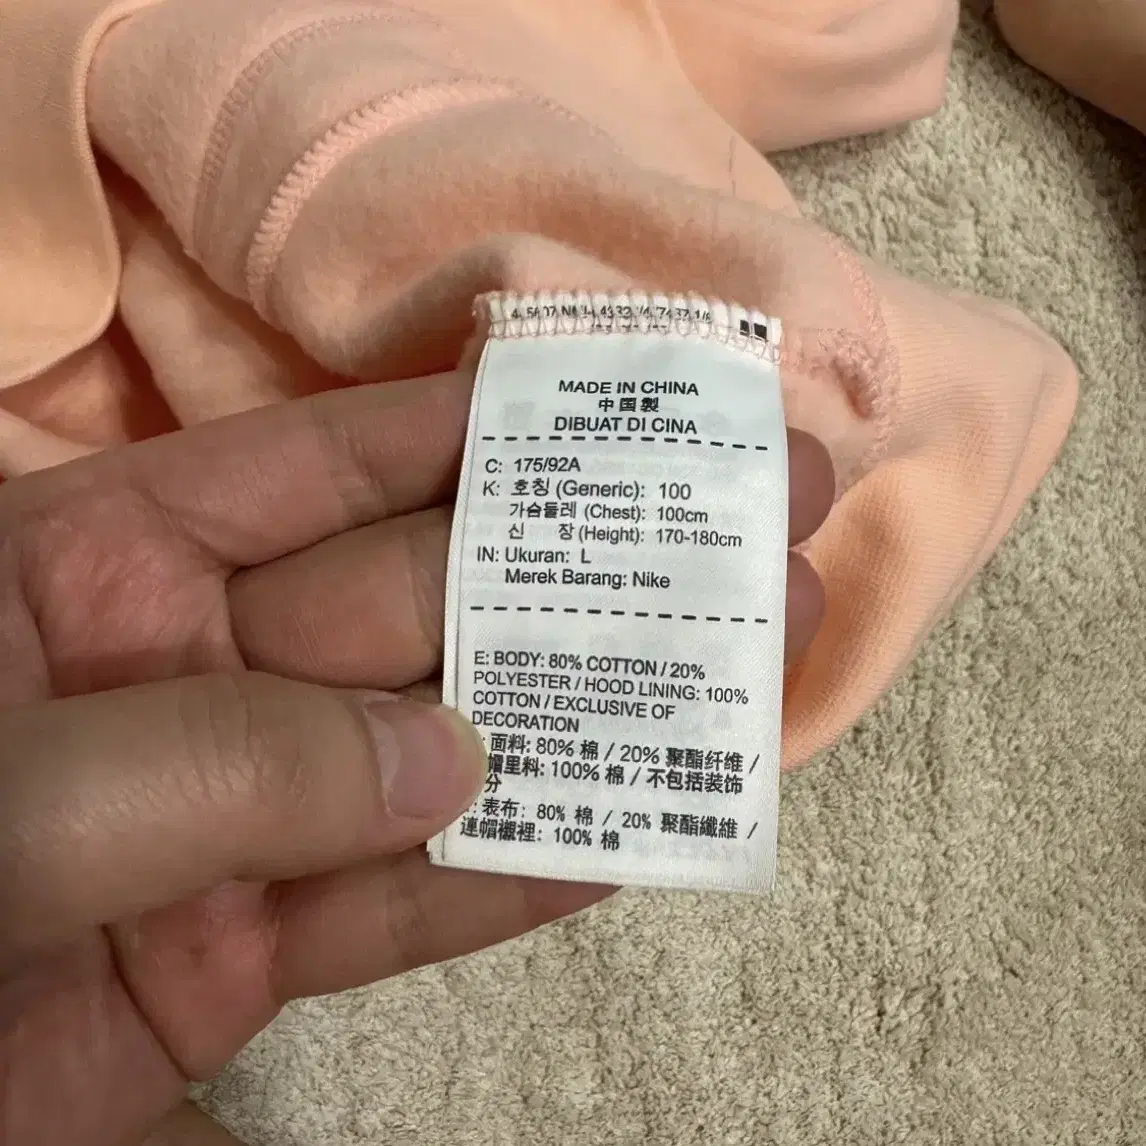 MADE IN CHINA
中国製
DIBUAT DI CINA
C: 175/92A
K: 호칭 (Generic): 100
가슴둘레 (Chest): 100cm
신 장 (Height): 170-180cm
IN: Ukuran: L
Merek Barang: Nike
E: BODY: 80% COTTON / 20%
POLYESTER / HOOD LINING: 100%
COTTON / EXCLUSIVE OF
DECORATION
: 面料: 80% 棉 / 20% 聚酯纤维 /
帽里料: 100% 棉 / 不包括装饰
分
: 表布: 80% 棉 / 20% 聚酯纖維 /
連帽襯裡: 100% 棉